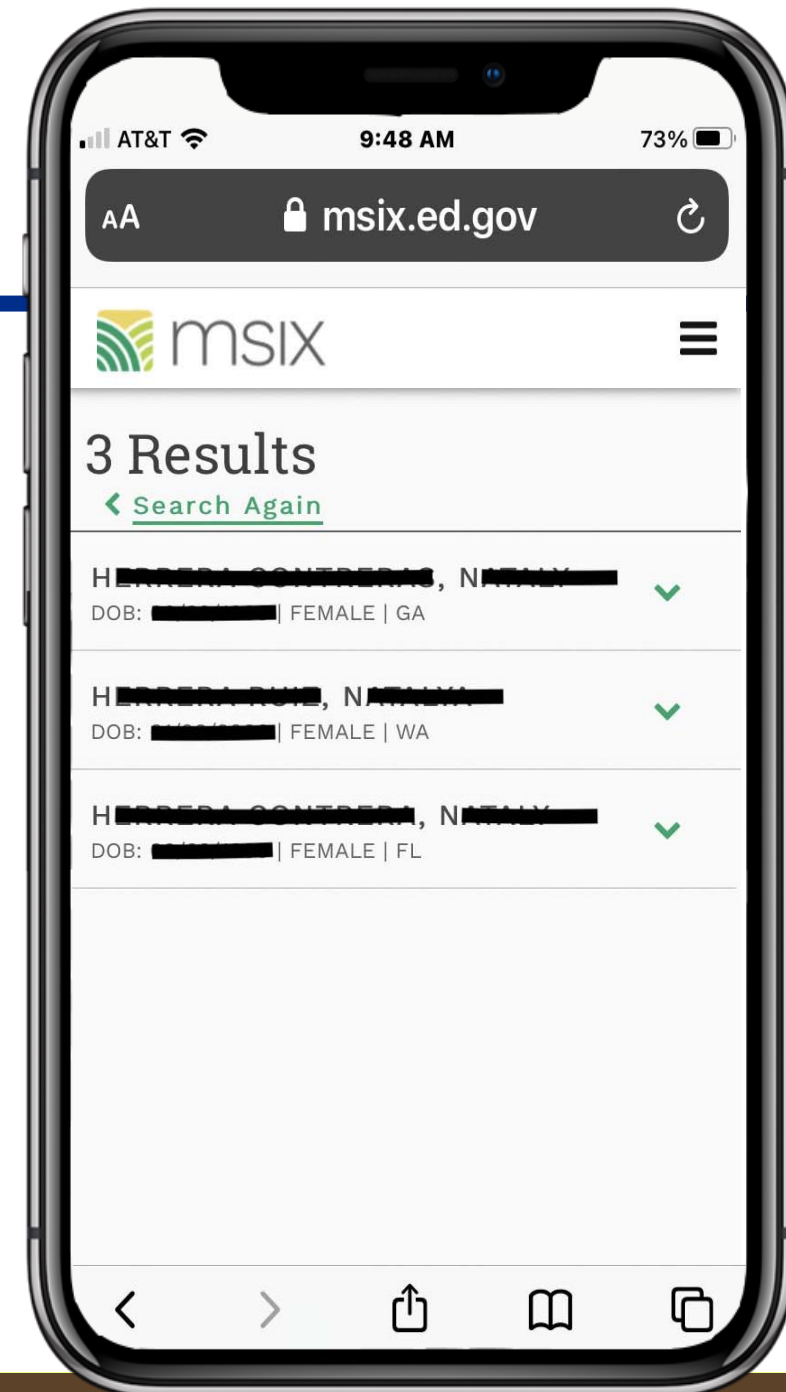 AT&T
9:48 AM
73%
AA
msix.ed.gov
msix
3 Results
Search Again
H , N
DOB: | FEMALE | GA
H , N
DOB: | FEMALE | WA
H , N
DOB: | FEMALE | FL